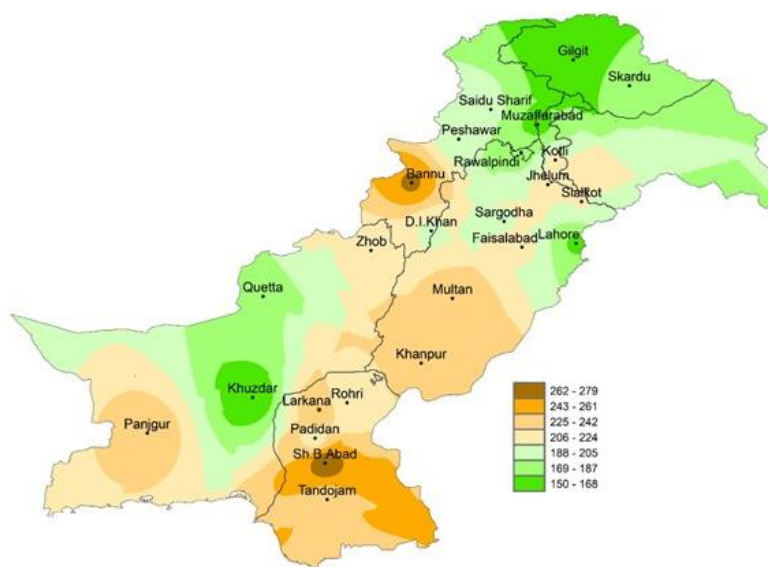 Gilgit
Skardu
Saidu Sharif
Muzaffarabad
Peshawar
Kotli
Rawalpindi
Bannu
Jhelum
Sialkot
Sargodha
D.I.Khan
Zhob
Faisalabad
Lahore
Quetta
Multan
Khanpur
Khuzdar
Larkana
Rohri
Panjgur
Padidan
Sh.B.Abad
Tandojam
262 - 279
243 - 261
225 - 242
206 - 224
188 - 205
169 - 187
150 - 168